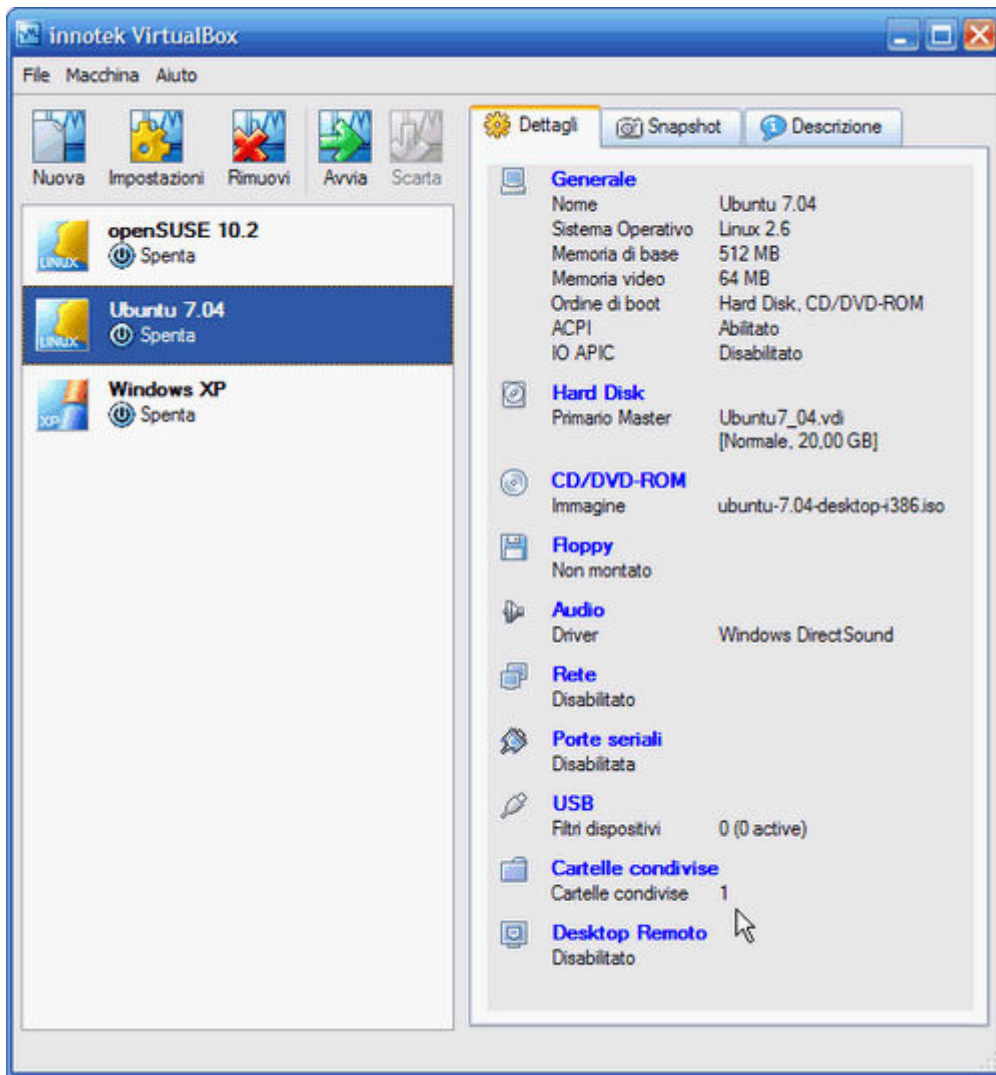 innotek VirtualBox
File Macchina Aiuto
Nuova Impostazioni Rimuovi Avvia Scarta
openSUSE 10.2
Spenta
Ubuntu 7.04
Spenta
Windows XP
Spenta
LINUX
LINUX
XP
Dettagli Snapshot Descrizione
Generale
Nome Ubuntu 7.04
Sistema Operativo Linux 2.6
Memoria di base 512 MB
Memoria video 64 MB
Ordine di boot Hard Disk, CD/DVD-ROM
ACPI Abilitato
IO APIC Disabilitato
Hard Disk
Primario Master Ubuntu7_04.vdi
[Normale, 20,00 GB]
CD/DVD-ROM
Immagine ubuntu-7.04-desktop-i386.iso
Floppy
Non montato
Audio
Driver Windows DirectSound
Rete
Disabilitato
Porte seriali
Disabilitata
USB
Filtri dispositivi 0 (0 active)
Cartelle condivise
Cartelle condivise 1
Desktop Remoto
Disabilitato